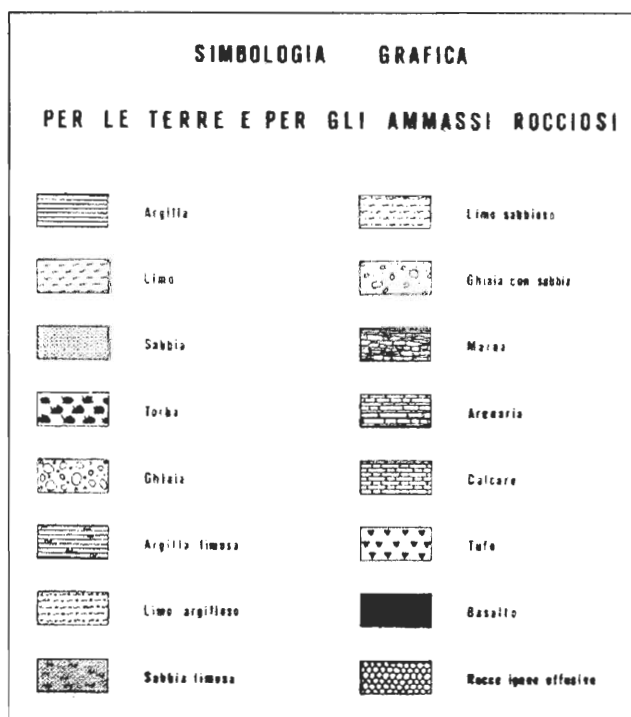 SIMBOLOGIA GRAFICA
PER LE TERRE E PER GLI AMMASSI ROCCIOSI
Argilla
Limo
Sabbia
Torba
Ghiaia
Argilla limosa
Limo argilloso
Sabbia limosa
Limo sabbioso
Ghiaia con sabbia
Marna
Arenaria
Calcare
Tufo
Basalto
Rocce ignee effusive